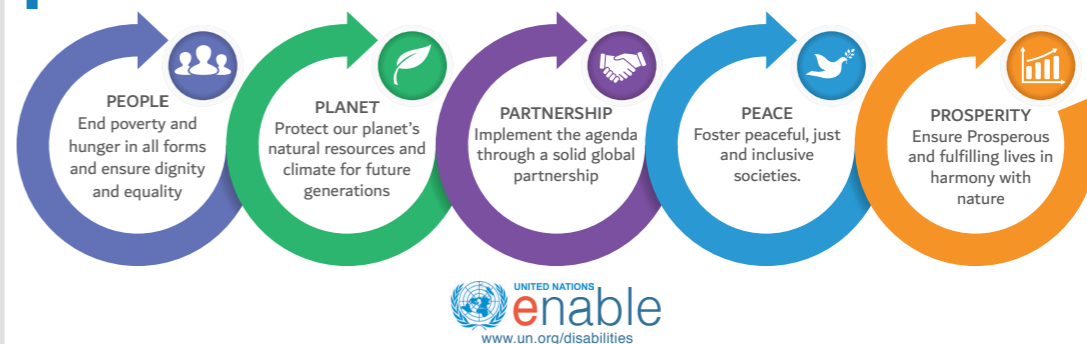 PEOPLE
End poverty and
hunger in all forms
and ensure dignity
and equality
PLANET
Protect our planet's
natural resources and
climate for future
generations
PARTNERSHIP
Implement the agenda
through a solid global
partnership
PEACE
Foster peaceful, just
and inclusive
societies.
PROSPERITY
Ensure Prosperous
and fulfilling lives in
harmony with
nature
UNITED NATIONS
enable
www.un.org/disabilities